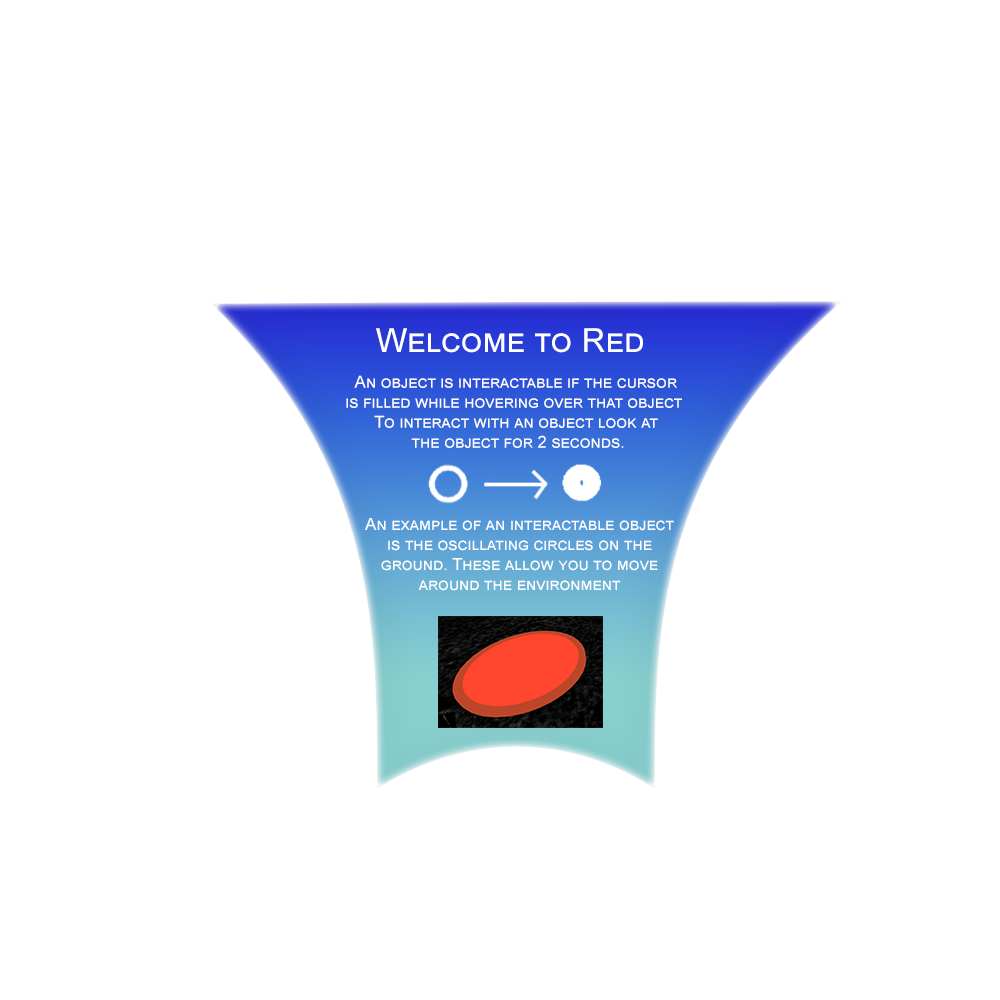 Welcome to Red
An object is interactable if the cursor
is filled while hovering over that object
To interact with an object look at
the object for 2 seconds.
An example of an interactable object
is the oscillating circles on the
ground. These allow you to move
around the environment